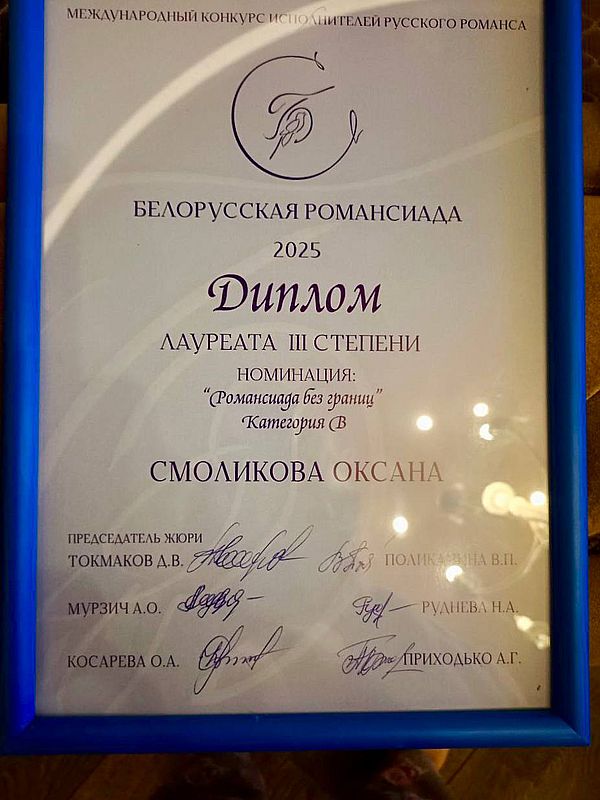 МЕЖДУНАРОДНЫЙ КОНКУРС ИСПОЛНИТЕЛЕЙ РУССКОГО РОМАНСА
БЕЛОРУССКАЯ РОМАНСИАДА
2025
Диплом
ЛАУРЕАТА III СТЕПЕНИ
НОМИНАЦИЯ:
“Романсиада без границ”
Категория В
СМОЛИКОВА ОКСАНА
ПРЕДСЕДАТЕЛЬ ЖЮРИ
ТОКМАКОВ Д.В. В.П.
МУРЗИЧ А.О. РУДНЕВА Н.А.
КОСАРЕВА О.А. ПРИХОДЬКО А.Г.